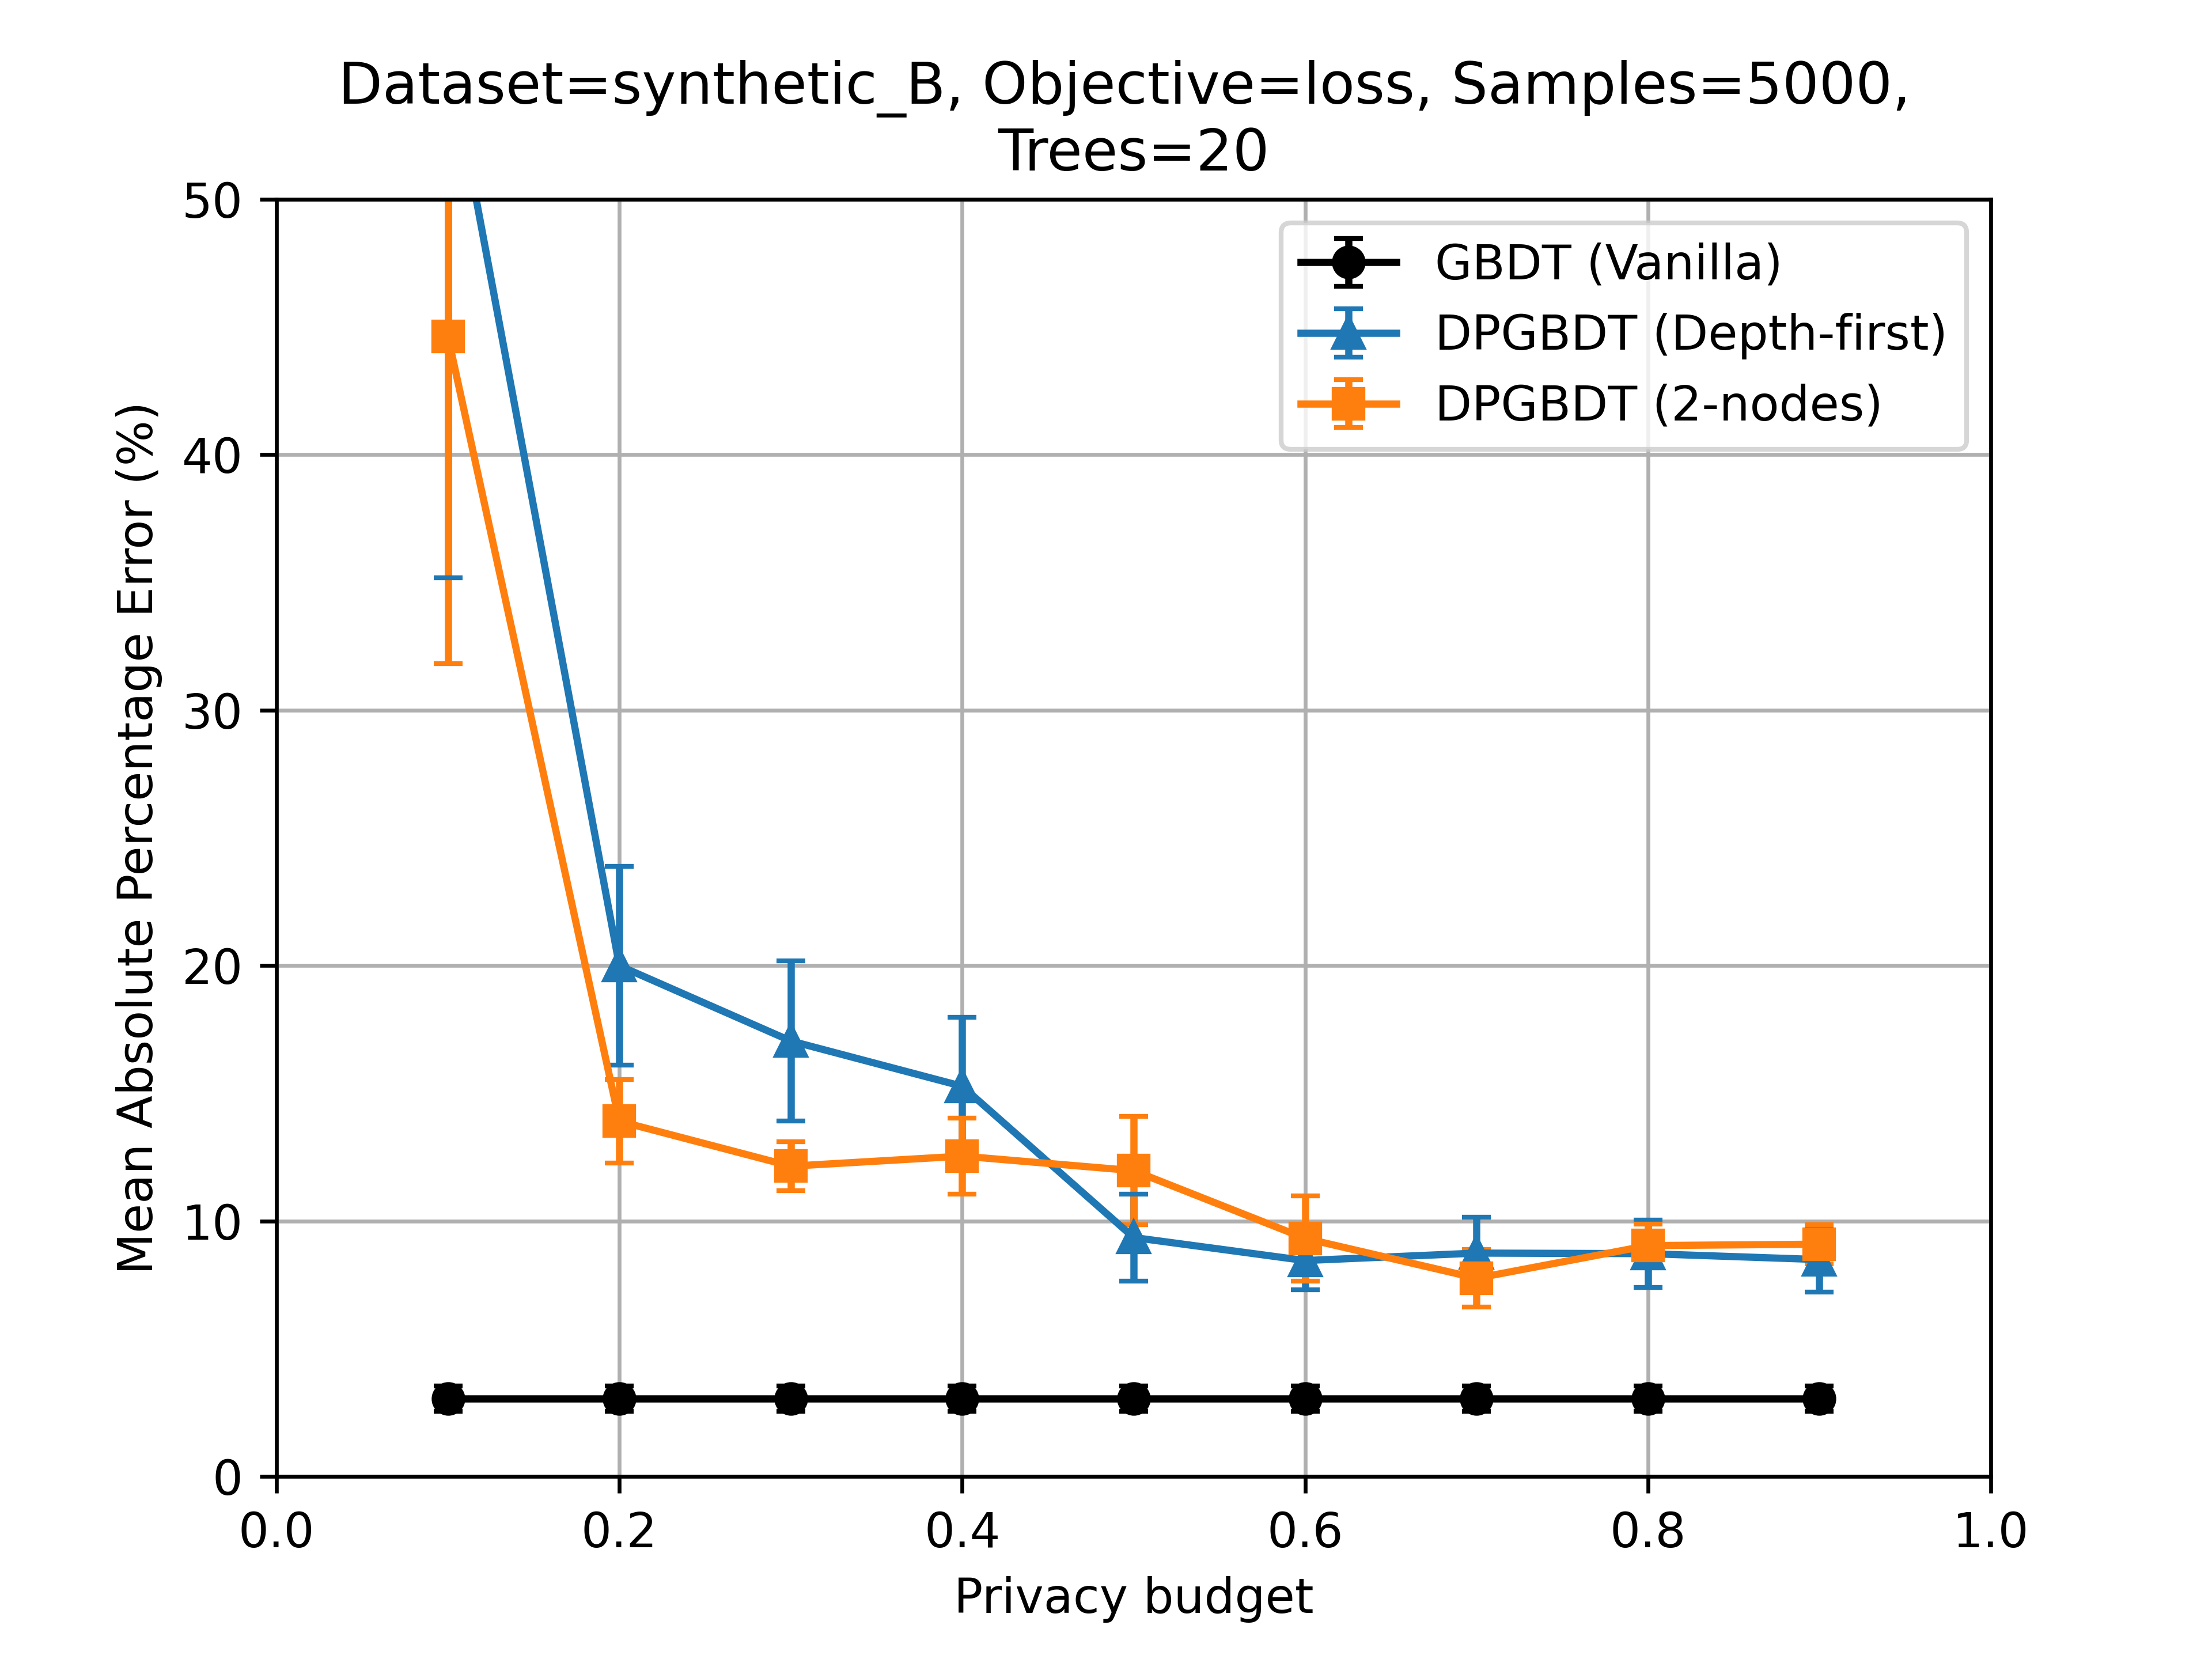 Dataset=synthetic_B, Objective=loss, Samples=5000,
Trees=20
50
40
30
20
10
0
Mean Absolute Percentage Error (%)
GBDT (Vanilla)
DPGBDT (Depth-first)
DPGBDT (2-nodes)
0.0 0.2 0.4 0.6 0.8 1.0
Privacy budget